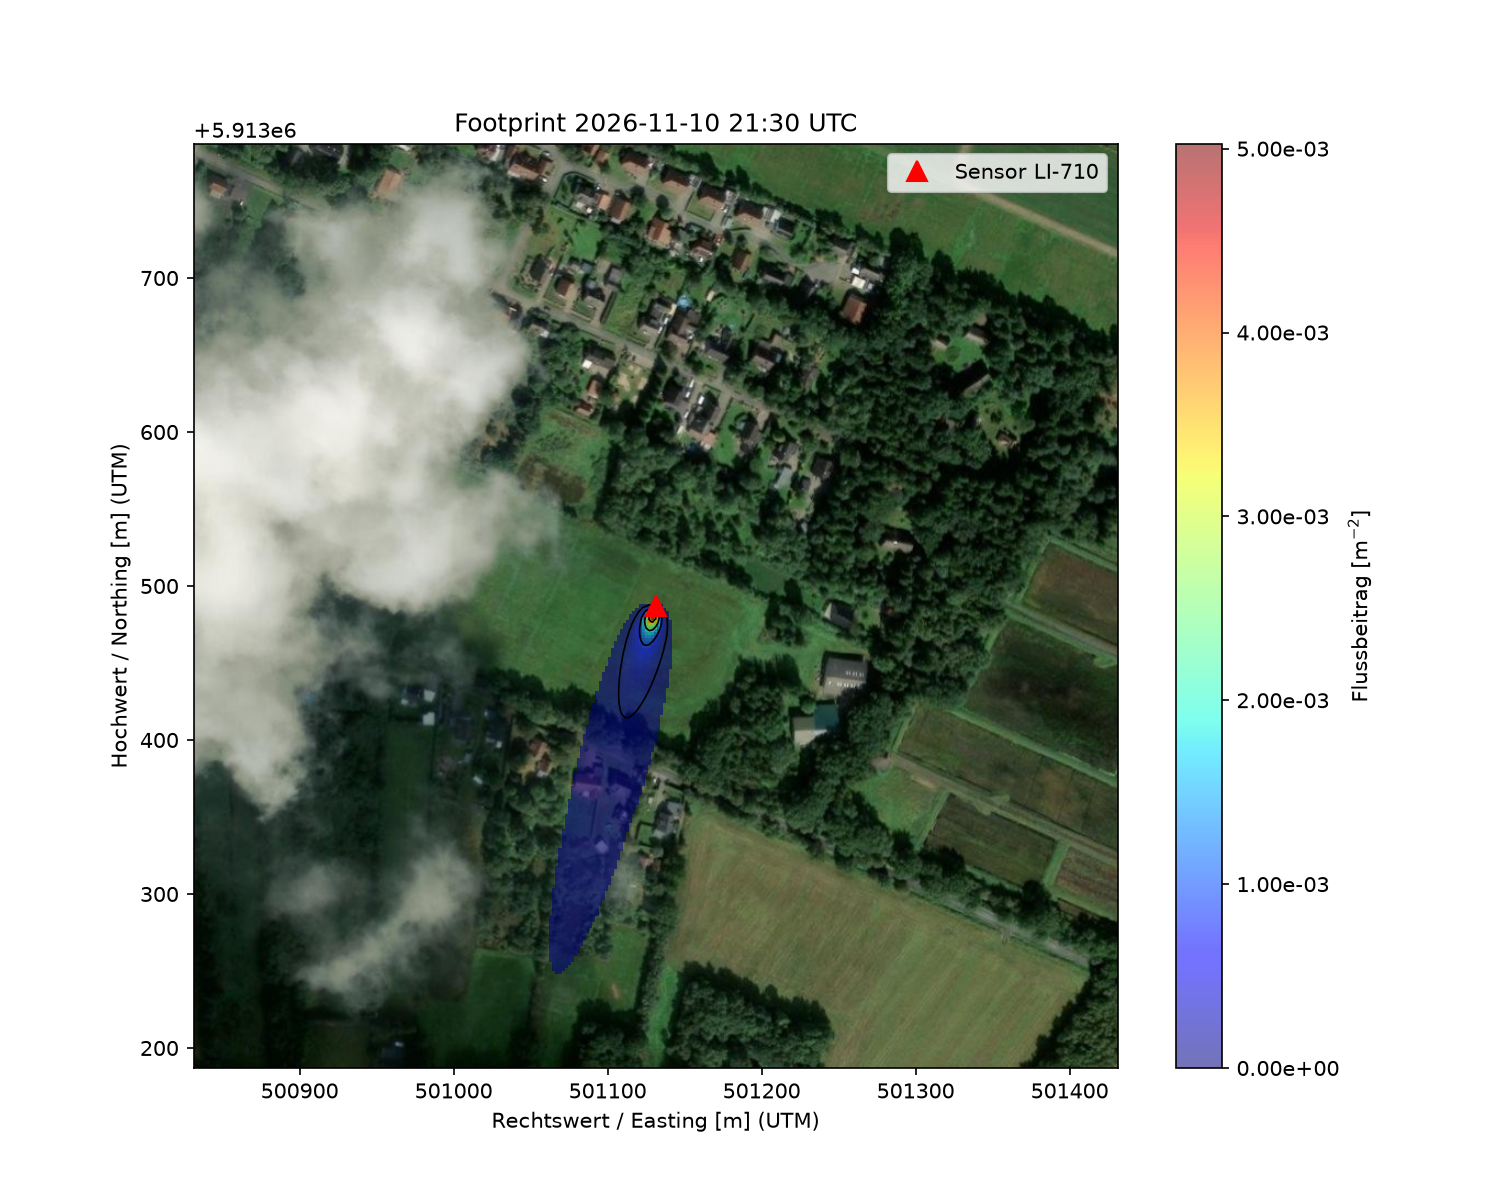 Footprint 2026-11-10 21:30 UTC
+5.913e6
Sensor LI-710
700
600
500
400
300
200
Hochwert / Northing [m] (UTM)
500900
501000
501100
501200
501300
501400
Rechtswert / Easting [m] (UTM)
5.00e-03
4.00e-03
3.00e-03
2.00e-03
1.00e-03
0.00e+00
Flussbeitrag [m⁻²]